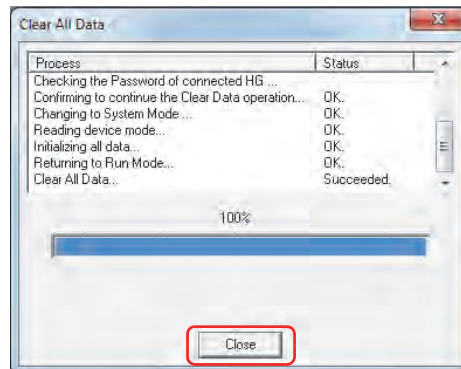 Clear All Data
Process Status
Checking the Password of connected HG ...
Confirming to continue the Clear Data operation... OK.
Changing to System Mode ... OK.
Reading device mode... OK.
Initializing all data... OK.
Returning to Run Mode... OK.
Clear All Data... Succeeded.
100%
Close